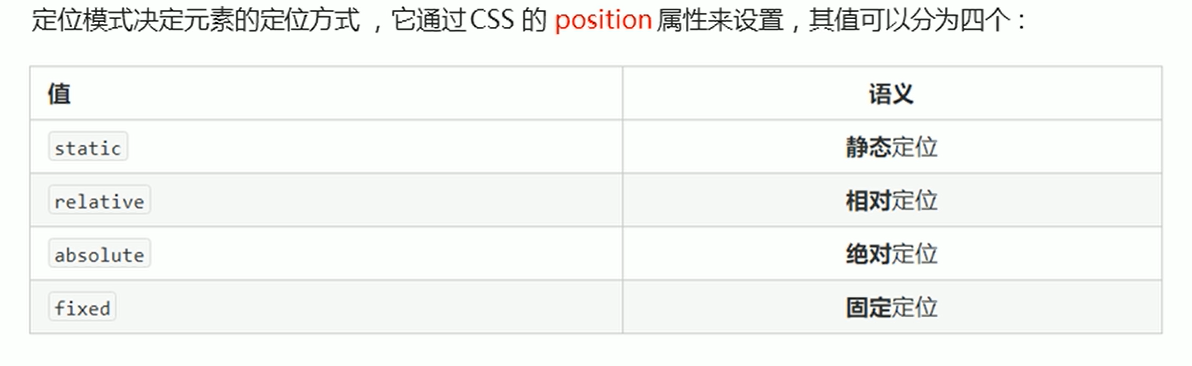 定位模式决定元素的定位方式 ，它通过 CSS 的 position 属性来设置，其值可以分为四个：
值 语义
static 静态定位
relative 相对定位
absolute 绝对定位
fixed 固定定位